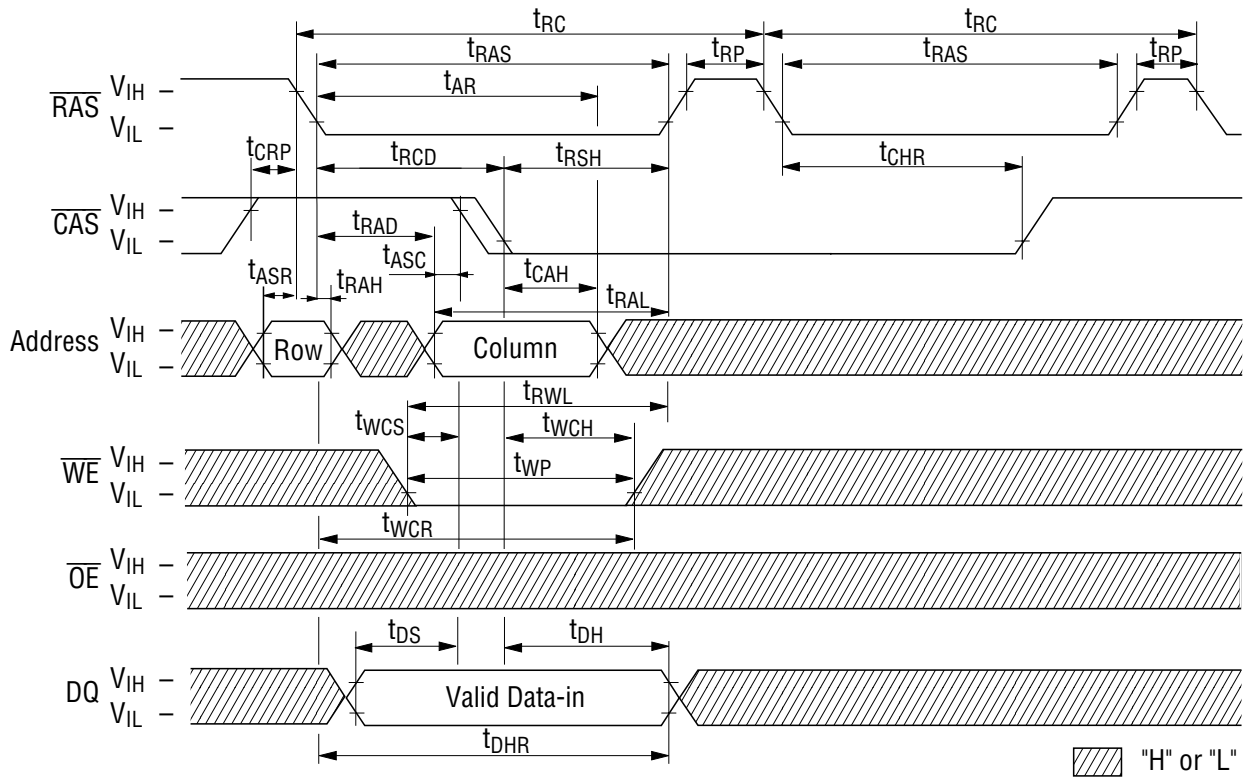 tRC tRC
tRAS tRP tRAS tRP
tAR
RAS VIH –
VIL –
tCRP tRCD tRSH tCHR
CAS VIH –
VIL –
tRAD
tASR tRAH tASC tCAH tRAL
Address VIH –
VIL –
Row Column
tRWL
tWCS tWCH
WE VIH –
VIL –
tWP
tWCR
OE VIH –
VIL –
tDS tDH
DQ VIH –
VIL –
Valid Data-in
tDHR
"H" or "L"